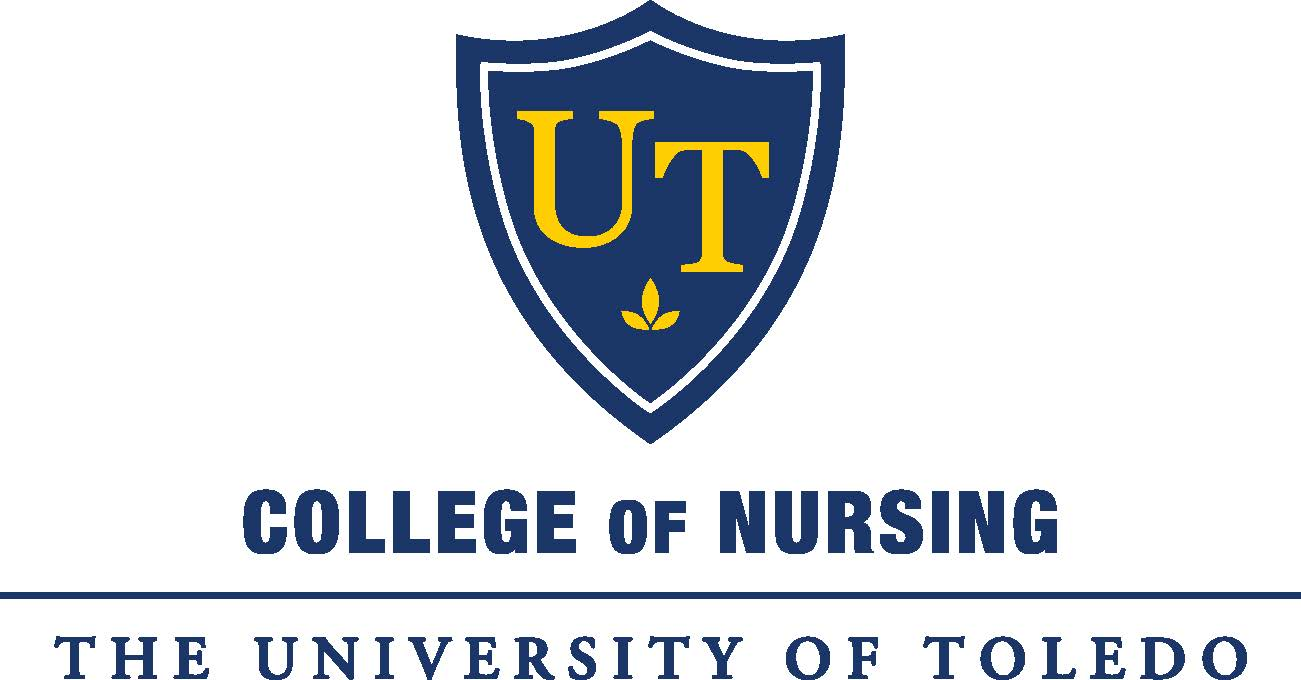 UT
COLLEGE OF NURSING
THE UNIVERSITY OF TOLEDO